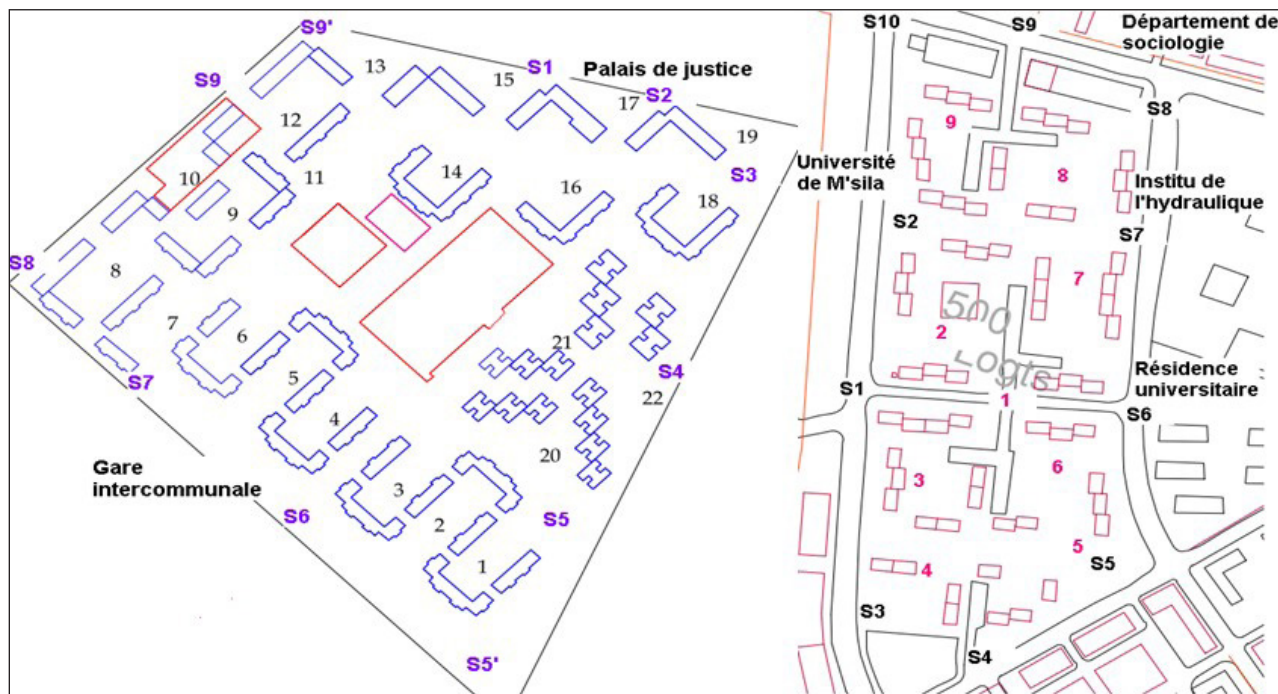 S9'
S9
13
15
S1
Palais de justice
S2
17
19
12
S3
10
11
14
16
18
9
S8
8
7
6
21
S7
5
S4
22
4
20
Gare
intercommunale
3
S6
S5
2
1
S5'
S10
S9
Département de
sociologie
S8
9
Université
de M'sila
8
Institu de
l'hydraulique
S2
S7
7
500
Logts
2
Résidence
universitaire
S1
1
S6
3
6
5
S5
4
S3
S4